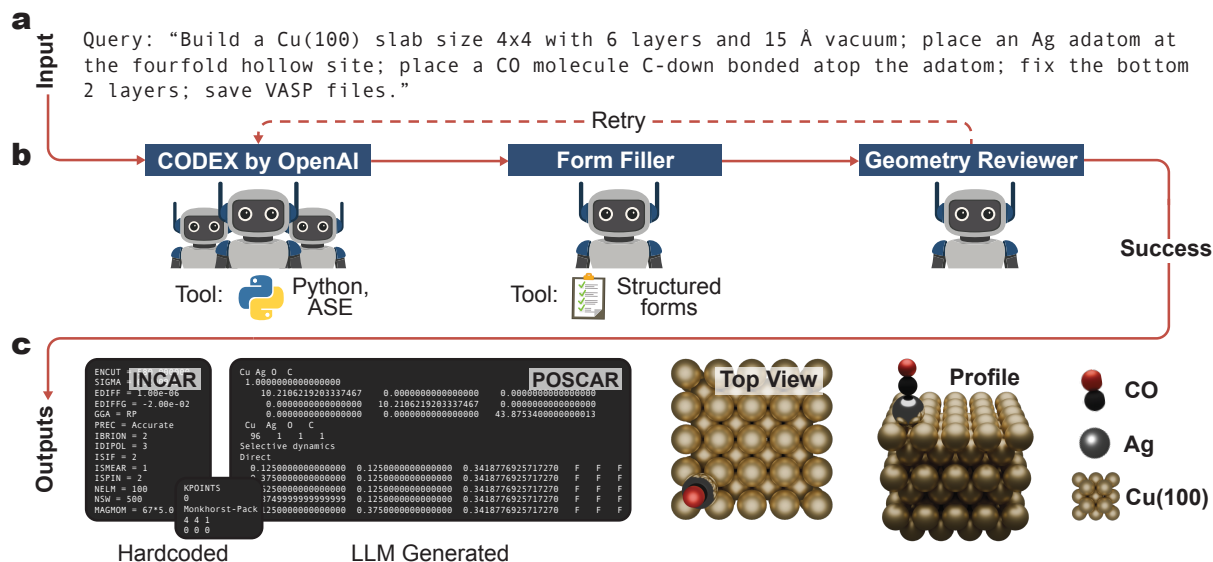 a
Input
Query: “Build a Cu(100) slab size 4x4 with 6 layers and 15 Å vacuum; place an Ag adatom at
the fourfold hollow site; place a CO molecule C-down bonded atop the adatom; fix the bottom
2 layers; save VASP files.”
Retry
b
CODEX by OpenAI
Form Filler
Geometry Reviewer
Success
Tool:
Python,
ASE
Tool:
Structured
forms
c
Outputs
INCAR
ENCUT =
SIGMA =
EDIFF = 1.00e-06
EDIFFG = -2.00e-02
GGA = RP
PREC = Accurate
IBRION = 2
IDIPOL = 3
ISIF = 2
ISMEAR = 1
ISPIN = 2
NELM = 100
NSW = 500
MAGMOM = 67*5.0
KPOINTS
0
Monkhorst-Pack
4 4 1
0 0 0
Hardcoded
POSCAR
Cu Ag O C
1.0000000000000000
10.2106219203337467 0.0000000000000000 0.0000000000000000
0.0000000000000000 10.2106219203337467 0.0000000000000000
0.0000000000000000 0.0000000000000000 43.8753400000000013
Cu Ag O C
96 1 1 1
Selective dynamics
Direct
0.1250000000000000 0.1250000000000000 0.3418776925717270 F F F
0.1250000000000000 0.3418776925717270 F F F
0.1250000000000000 0.3418776925717270 F F F
0.1250000000000000 0.3418776925717270 F F F
0.3750000000000000 0.3418776925717270 F F F
LLM Generated
Top View
Profile
CO
Ag
Cu(100)